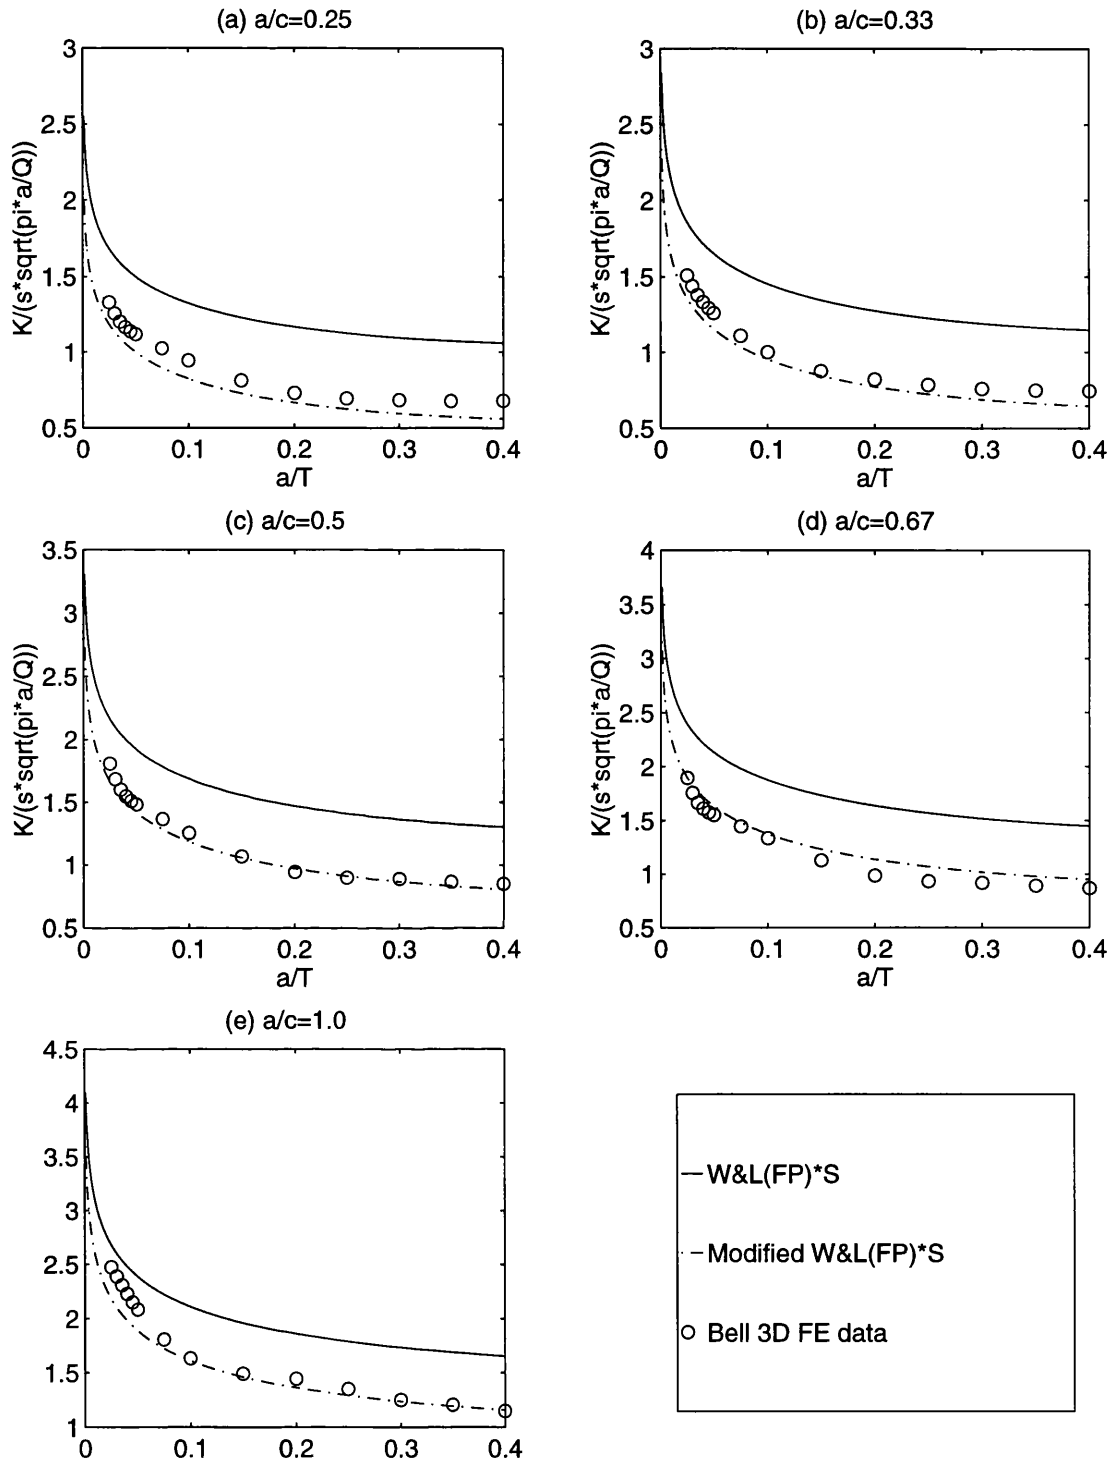 (a) a/c=0.25
3
2.5
2
1.5
1
0.5
K/(s*sqrt(pi*a/Q))
0 0.1 0.2 0.3 0.4
a/T
(b) a/c=0.33
3
2.5
2
1.5
1
0.5
K/(s*sqrt(pi*a/Q))
0 0.1 0.2 0.3 0.4
a/T
(c) a/c=0.5
3.5
3
2.5
2
1.5
1
0.5
K/(s*sqrt(pi*a/Q))
0 0.1 0.2 0.3 0.4
a/T
(d) a/c=0.67
4
3.5
3
2.5
2
1.5
1
0.5
K/(s*sqrt(pi*a/Q))
0 0.1 0.2 0.3 0.4
a/T
(e) a/c=1.0
4.5
4
3.5
3
2.5
2
1.5
1
0 0.1 0.2 0.3 0.4
W&L(FP)*S
Modified W&L(FP)*S
Bell 3D FE data